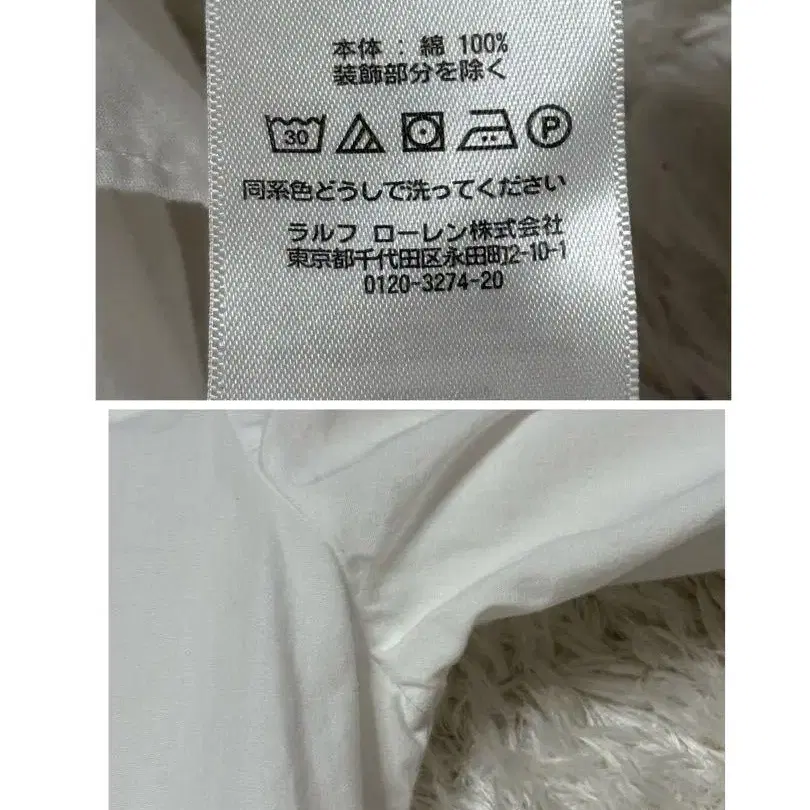 本体 : 綿 100%
装飾部分を除く
30 P
同系色どうしで洗ってください
ラルフ ローレン株式会社
東京都千代田区永田町2-10-1
0120-3274-20